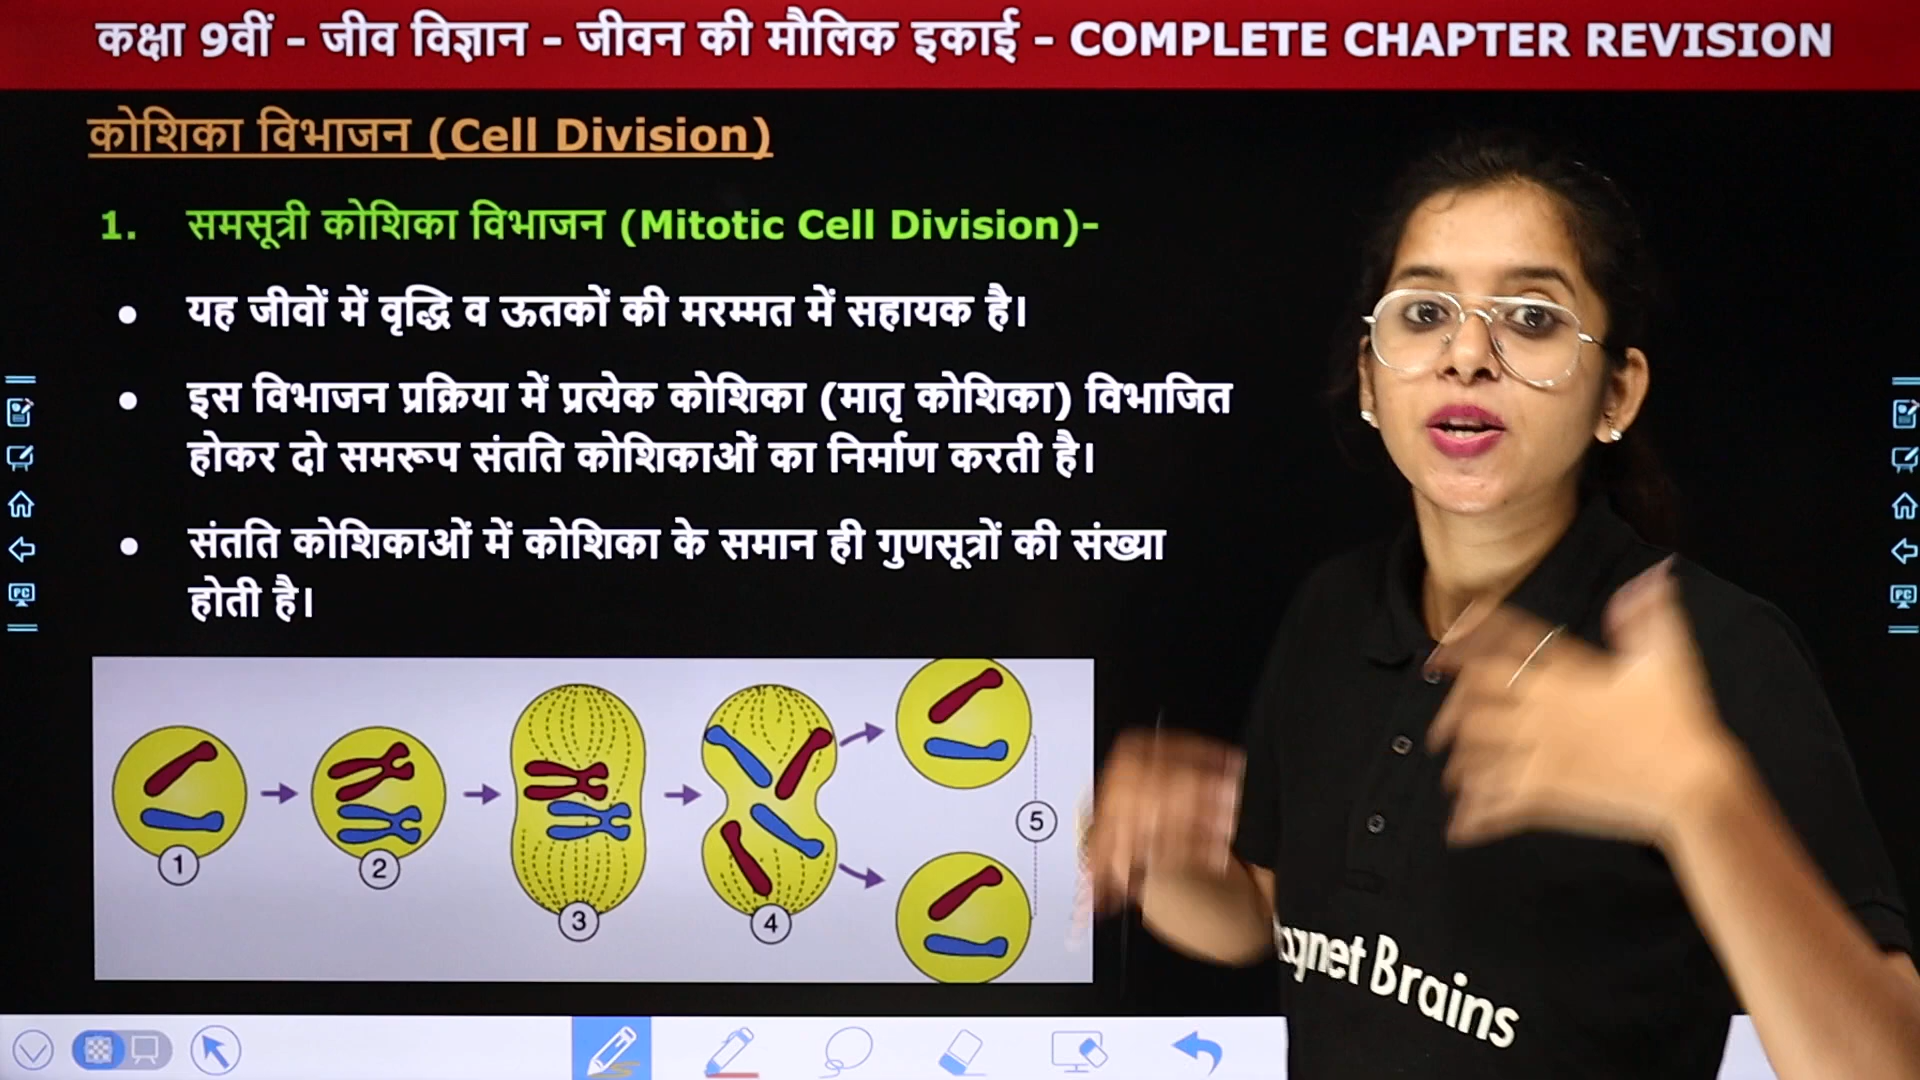 कक्षा 9वीं - जीव विज्ञान - जीवन की मौलिक इकाई - COMPLETE CHAPTER REVISION
कोशिका विभाजन (Cell Division)
1. समसूत्री कोशिका विभाजन (Mitotic Cell Division)-
• यह जीवों में वृद्धि व ऊतकों की मरम्मत में सहायक है।
• इस विभाजन प्रक्रिया में प्रत्येक कोशिका (मातृ कोशिका) विभाजित
होकर दो समरूप संतति कोशिकाओं का निर्माण करती है।
• संतति कोशिकाओं में कोशिका के समान ही गुणसूत्रों की संख्या
होती है।
1
2
3
4
5
PC
PC
Brains